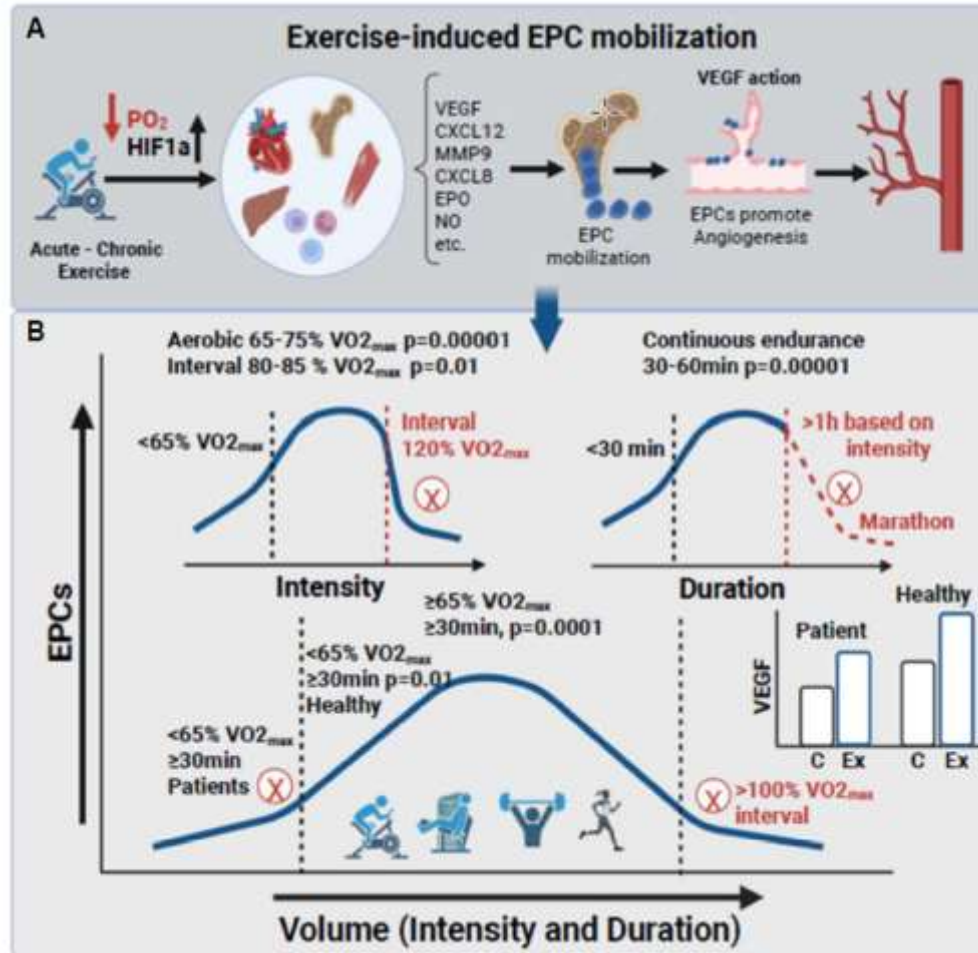 A
Exercise-induced EPC mobilization
PO₂
HIF1a
Acute - Chronic
Exercise
VEGF
CXCL12
MMP9
CXCL8
EPO
NO
etc.
EPC
mobilization
VEGF action
EPCs promote
Angiogenesis
B
Aerobic 65-75% VO2max p=0.00001
Interval 80-85 % VO2max p=0.01
<65% VO2max
Interval
120% VO2max
X
Intensity
Continuous endurance
30-60min p=0.00001
<30 min
>1h based on
intensity
X
Marathon
Duration
EPCs
≥65% VO2max
≥30min, p=0.0001
<65% VO2max
≥30min p=0.01
Healthy
<65% VO2max
≥30min
Patients
X
X
>100% VO2max
interval
Healthy
Patient
VEGF
C Ex C Ex
Volume (Intensity and Duration)